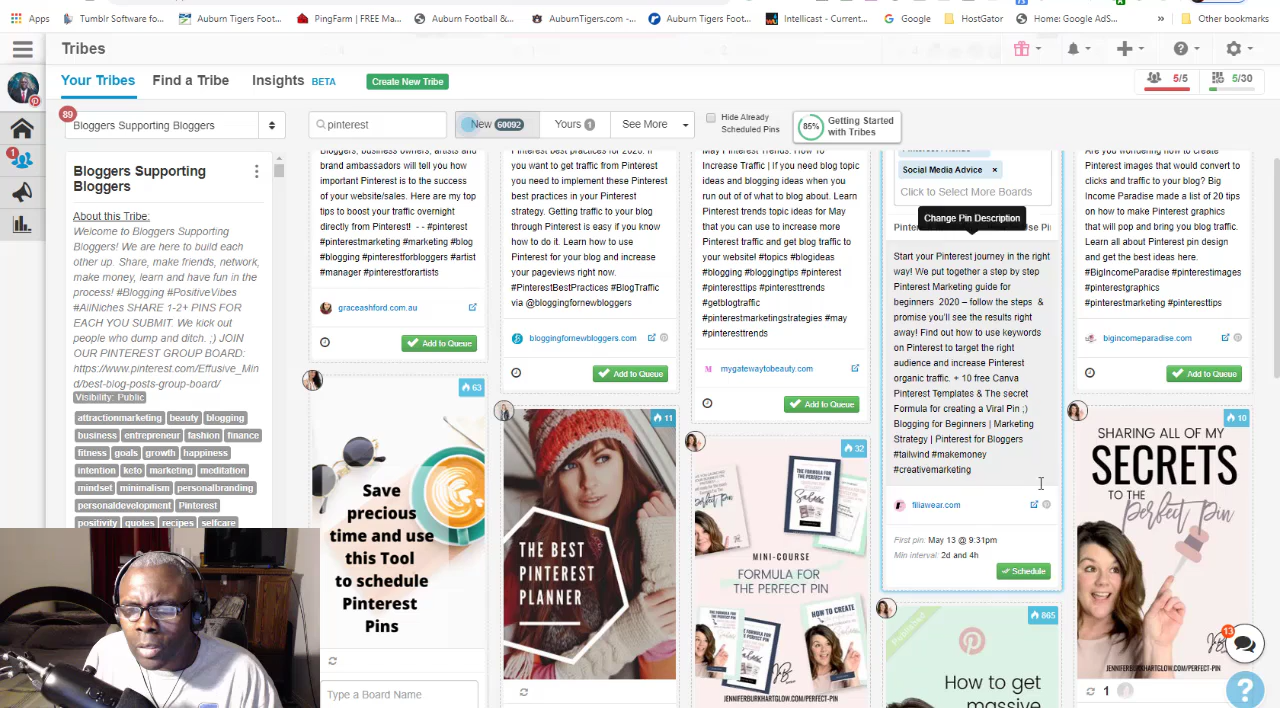 Apps
Tumblr Software fo...
Auburn Tigers Foot...
PingFarm | FREE Ma...
Auburn Football &...
AuburnTigers.com -...
Auburn Tigers Foot...
Intellicast - Current...
Google
HostGator
Home: Google AdS...
»
Other bookmarks
Tribes
Your Tribes
Find a Tribe
Insights BETA
Create New Tribe
5/5
5/30
89
Bloggers Supporting Bloggers
pinterest
New 60092
Yours 1
See More
Hide Already
Scheduled Pins
85%
Getting Started
with Tribes
1
Bloggers Supporting
Bloggers
About this Tribe:
Welcome to Bloggers Supporting
Bloggers! We are here to build each
other up. Share, make friends, network,
make money, learn and have fun in the
process! #Blogging #PositiveVibes
#AllNiches SHARE 1-2+ PINS FOR
EACH YOU SUBMIT. We kick out
people who dump and ditch. ;) JOIN
OUR PINTEREST GROUP BOARD:
https://www.pinterest.com/Effusive_Min
d/best-blog-posts-group-board/
Visibility: Public
attractionmarketing beauty blogging
business entrepreneur fashion finance
fitness goals growth happiness
intention keto marketing meditation
mindset minimalism personalbranding
personaldevelopment Pinterest
positivity quotes recipes selfcare
Bloggers, business owners, artists and
brand ambassadors will tell you how
important Pinterest is to the success
of your website/sales. Here are my top
tips to boost your traffic overnight
directly from Pinterest! - - #pinterest
#pinterestmarketing #marketing #blog
#blogging #pinterestforbloggers #artist
#manager #pinterestforartists
graceashford.com.au
Add to Queue
63
Save
precious
time and use
this Tool
to schedule
Pinterest
Pins
Type a Board Name
Pinterest best practices for 2020. If
you want to get traffic from Pinterest
you need to implement these Pinterest
best practices in your Pinterest
strategy. Getting traffic to your blog
through Pinterest is easy if you know
how to do it. Learn how to use
Pinterest for your blog and increase
your pageviews right now.
#PinterestBestPractices #BlogTraffic
via @bloggingfornewbloggers
bloggingfornewbloggers.com
Add to Queue
11
THE BEST
PINTEREST
PLANNER
May Pinterest Trends: How To
Increase Traffic | If you need blog topic
ideas and blogging ideas when you
run out of of what to blog about. Learn
Pinterest trends topic ideas for May
that you can use to increase more
Pinterest traffic and get blog traffic to
your website! #topics #blogideas
#blogging #bloggingtips #pinterest
#pinteresttips #pinteresttraffic
#getblogtraffic
#pinterestmarketingstrategies #may
#pinteresttrends
mygatewaytobeauty.com
Add to Queue
32
MINI-COURSE
FORMULA FOR
THE PERFECT PIN
HOW TO CREATE
JENNIFERBURKHARTGLOW.COM/PERFECT-PIN
Pinterest Friends
Social Media Advice ×
Click to Select More Boards
Change Pin Description
Start your Pinterest journey in the right
way! We put together a step by step
Pinterest Marketing guide for
beginners 2020 – follow the steps &
promise you'll see the results right
away! Find out how to use keywords
on Pinterest to target the right
audience and increase Pinterest
organic traffic. + 10 free Canva
Pinterest Templates & The secret
Formula for creating a Viral Pin ;)
Blogging for Beginners | Marketing
Strategy | Pinterest for Bloggers
#tailwind #makemoney
#creativemarketing
filiawear.com
First pin: May 13 @ 9:31pm
Min interval: 2d and 4h
Schedule
865
How to get
massive
Are you wondering how to create
Pinterest images that would convert to
clicks and traffic to your blog? Big
Income Paradise made a list of 20 tips
on how to make Pinterest graphics
that will pop and bring you blog traffic.
Learn all about Pinterest pin design
and get the best ideas here.
#BigIncomeParadise #pinterestimages
#pinterestgraphics
#pinterestmarketing #pinteresttips
bigincomeparadise.com
Add to Queue
10
SHARING ALL OF MY
SECRETS
TO THE
Perfect Pin
JENNIFERBURKHARTGLOW.COM/PERFECT-PIN
1
13